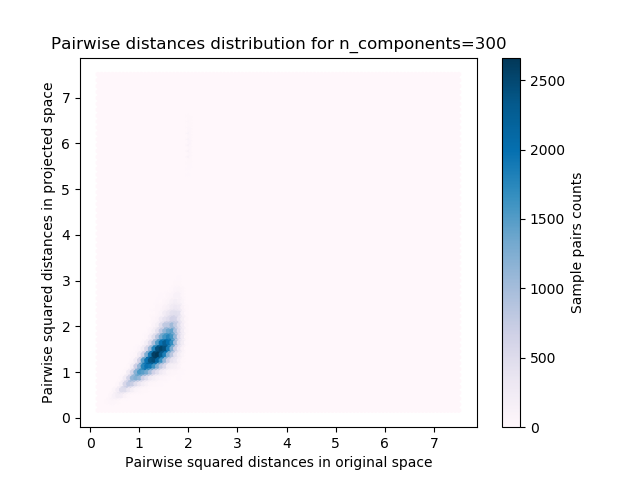 Pairwise distances distribution for n_components=300
Pairwise squared distances in projected space
7
6
5
4
3
2
1
0
0 1 2 3 4 5 6 7
Pairwise squared distances in original space
2500
2000
1500
1000
500
0
Sample pairs counts